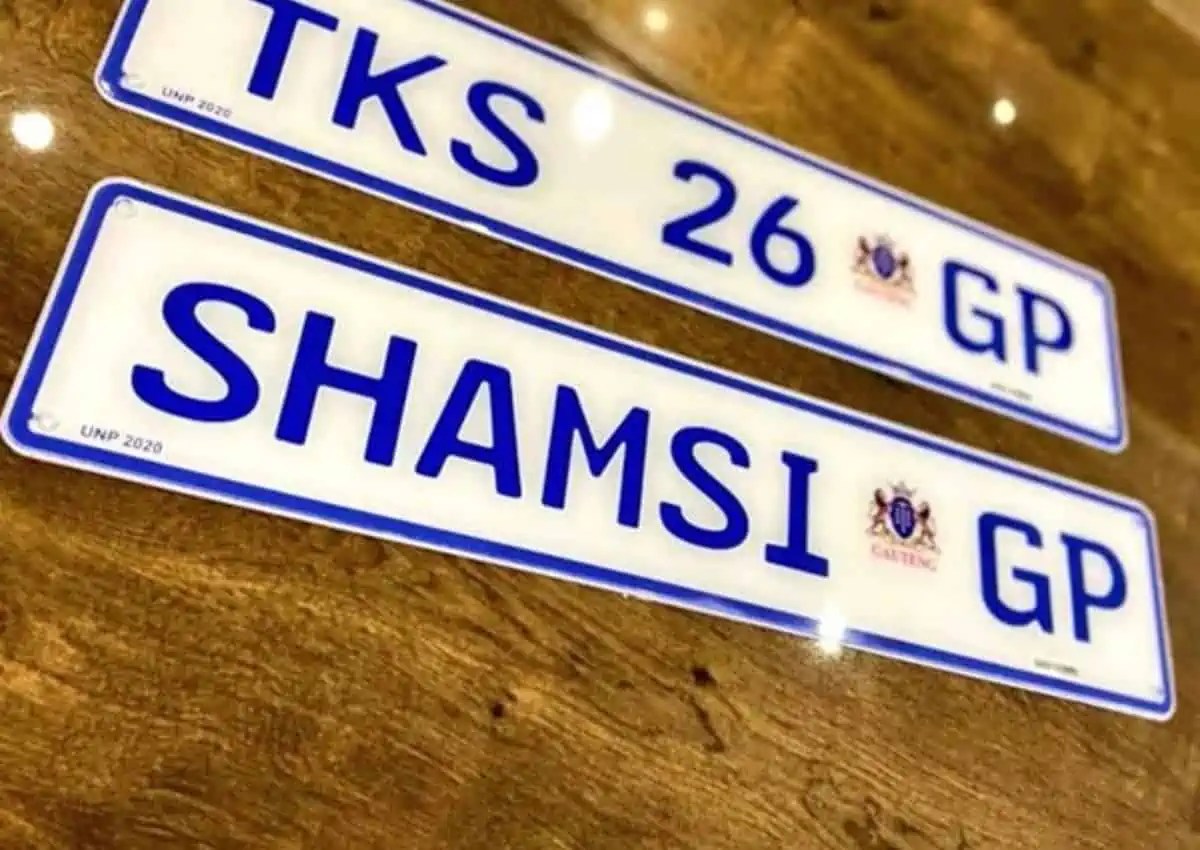 TKS 26 GP
UNP 2020
SHAMSI GP
GAUTENG
UNP 2020